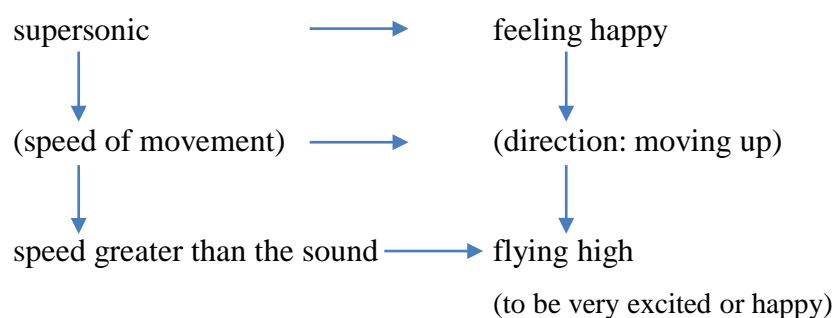 supersonic feeling happy
(speed of movement) (direction: moving up)
speed greater than the sound flying high
(to be very excited or happy)